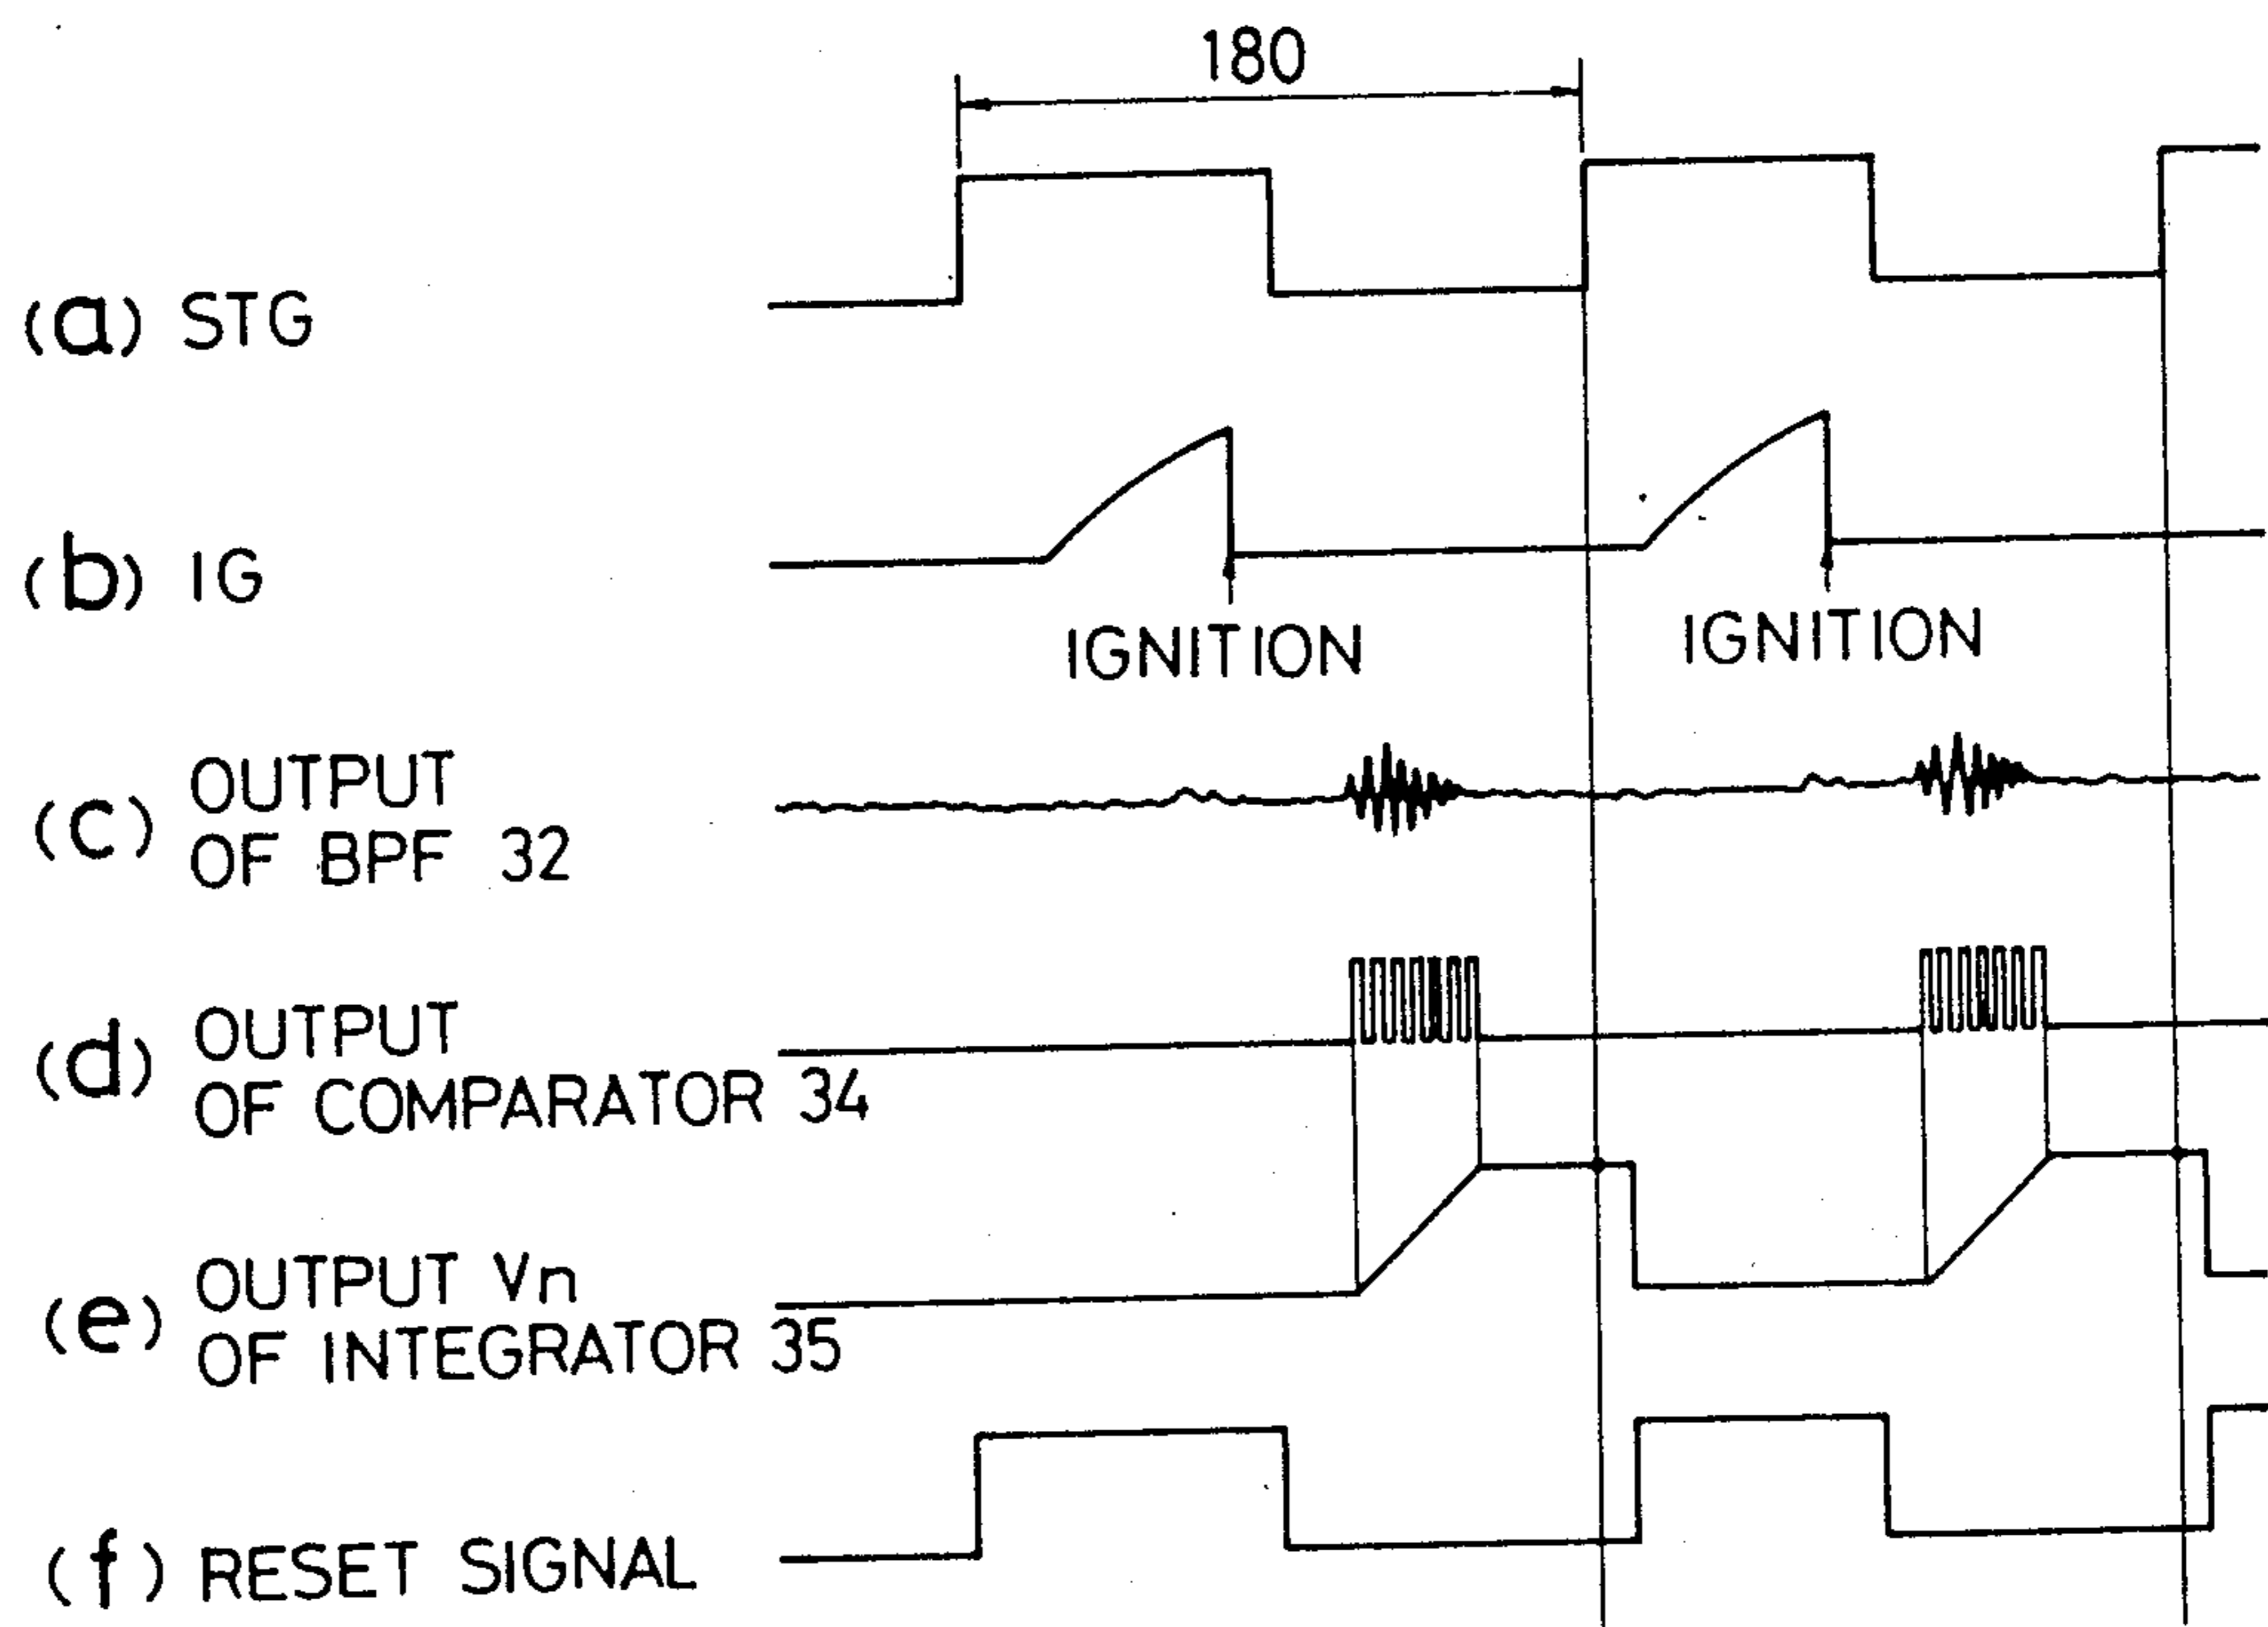 180
(a) STG
(b) IG
IGNITION
IGNITION
(c) OUTPUT
OF BPF 32
(d) OUTPUT
OF COMPARATOR 34
(e) OUTPUT Vn
OF INTEGRATOR 35
(f) RESET SIGNAL